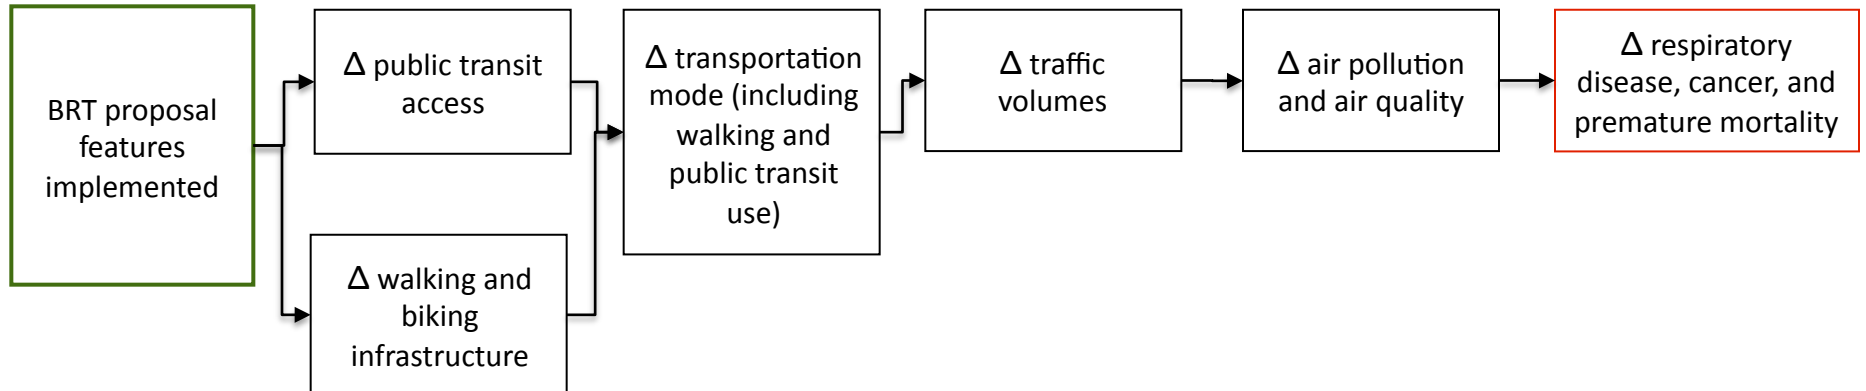 BRT proposal
features
implemented
Δ public transit
access
Δ walking and
biking
infrastructure
Δ transportation
mode (including
walking and
public transit
use)
Δ traffic
volumes
Δ air pollution
and air quality
Δ respiratory
disease, cancer, and
premature mortality